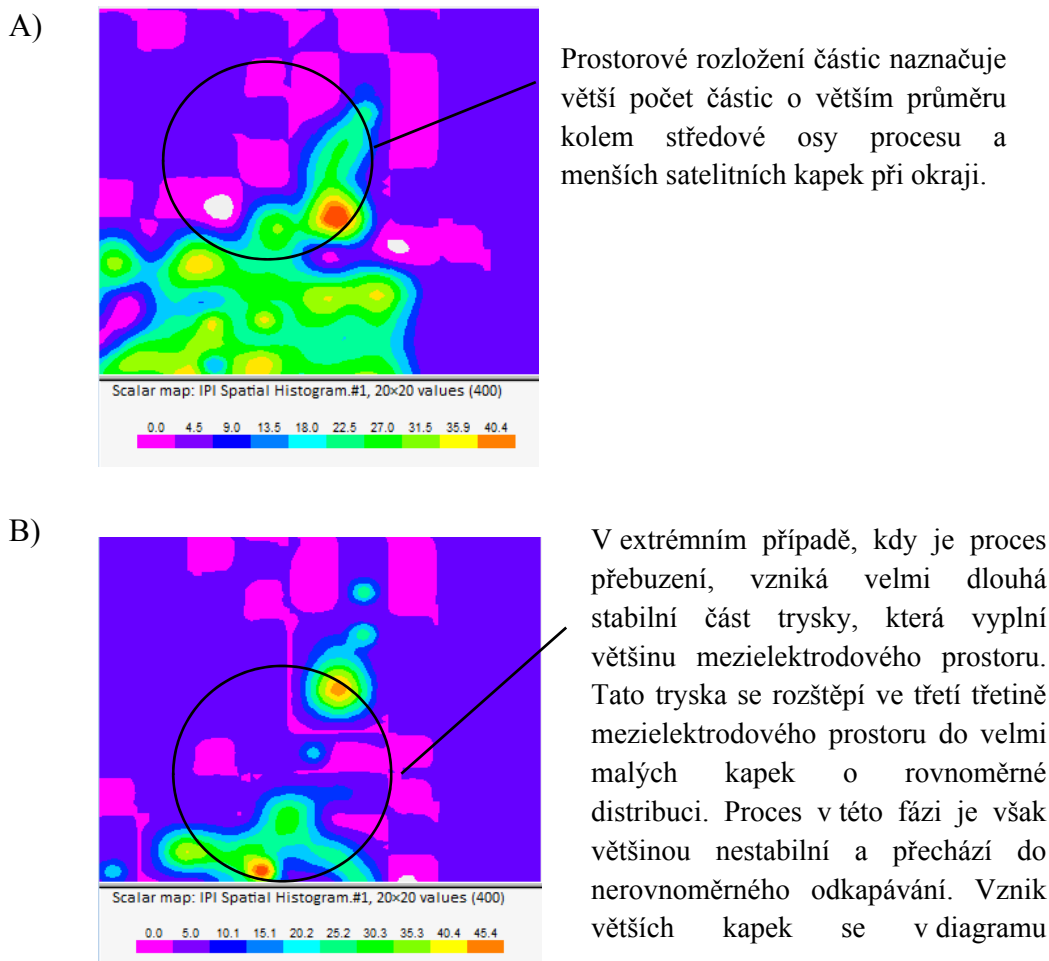 A)
Prostorové rozložení částic naznačuje
větší počet částic o větším průměru
kolem středové osy procesu a
menších satelitních kapek při okraji.
Scalar map: IPI Spatial Histogram.#1, 20×20 values (400)
0.0 4.5 9.0 13.5 18.0 22.5 27.0 31.5 35.9 40.4
B)
V extrémním případě, kdy je proces
přebuzení, vzniká velmi dlouhá
stabilní část trysky, která vyplní
většinu mezielektrodového prostoru.
Tato tryska se rozštěpí ve třetí třetině
mezielektrodového prostoru do velmi
malých kapek o rovnoměrné
distribuci. Proces v této fázi je však
většinou nestabilní a přechází do
nerovnoměrného odkapávání. Vznik
větších kapek se v diagramu
Scalar map: IPI Spatial Histogram.#1, 20×20 values (400)
0.0 5.0 10.1 15.1 20.2 25.2 30.3 35.3 40.4 45.4